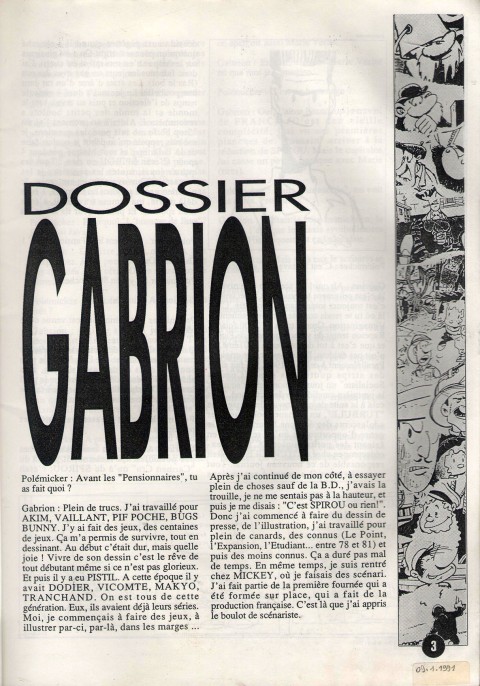 DOSSIER
GABRION
Polémicker : Avant les "Pensionnaires", tu
as fait quoi ?
Gabrion : Plein de trucs. J'ai travaillé pour
AKIM, VAILLANT, PIF POCHE, BUGS
BUNNY. J'y ai fait des jeux, des centaines
de jeux. Ça m'a permis de survivre, tout en
dessinant. Au début c'était dur, mais quelle
joie ! Vivre de son dessin c'est le rêve de
tout débutant même si ce n'est pas glorieux.
Et puis il y a eu PISTIL. A cette époque il y
avait DODIER, VICOMTE, MAKYO,
TRANCHAND. On est tous de cette
génération. Eux, ils avaient déjà leurs séries.
Moi, je commençais à faire des jeux, à
illustrer par-ci, par-là, dans les marges ...
Après j'ai continué de mon côté, à essayer
plein de choses sauf de la B.D., j'avais la
trouille, je ne me sentais pas à la hauteur, et
puis je me disais : "C'est SPIROU ou rien!".
Donc j'ai commencé à faire du dessin de
presse, de l'illustration, j'ai travaillé pour
plein de canards, des connus (Le Point,
l'Expansion, l'Etudiant... entre 78 et 81) et
puis des moins connus. Ça a duré pas mal
de temps. En même temps, je suis rentré
chez MICKEY, où je faisais des scénari.
J'ai fait partie de la première fournée qui a
été formée sur place, qui a fait de la
production française. C'est là que j'ai appris
le boulot de scénariste.
3
03-1-1991